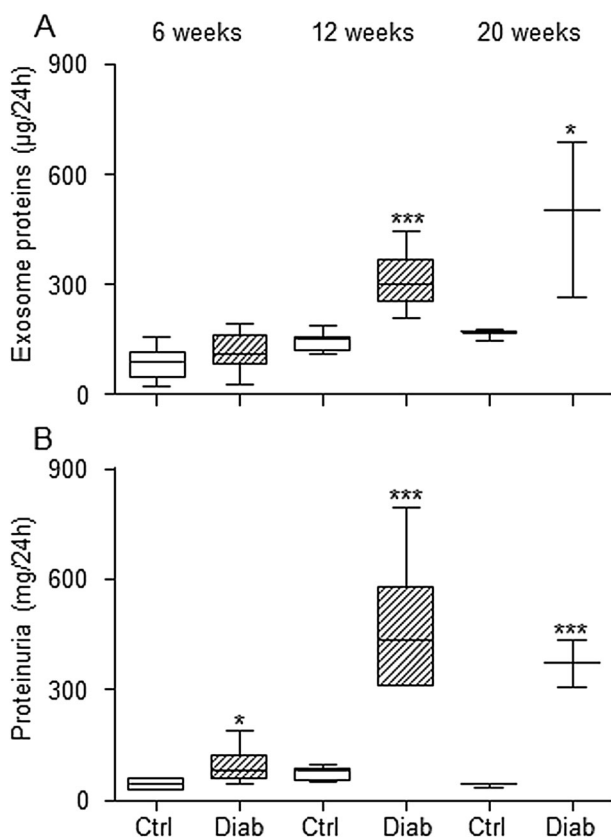 A
6 weeks 12 weeks 20 weeks
Exosome proteins (µg/24h)
900
*
***
600
300
0
B
Proteinuria (mg/24h)
900
***
600
***
*
300
0
Ctrl Diab Ctrl Diab Ctrl Diab